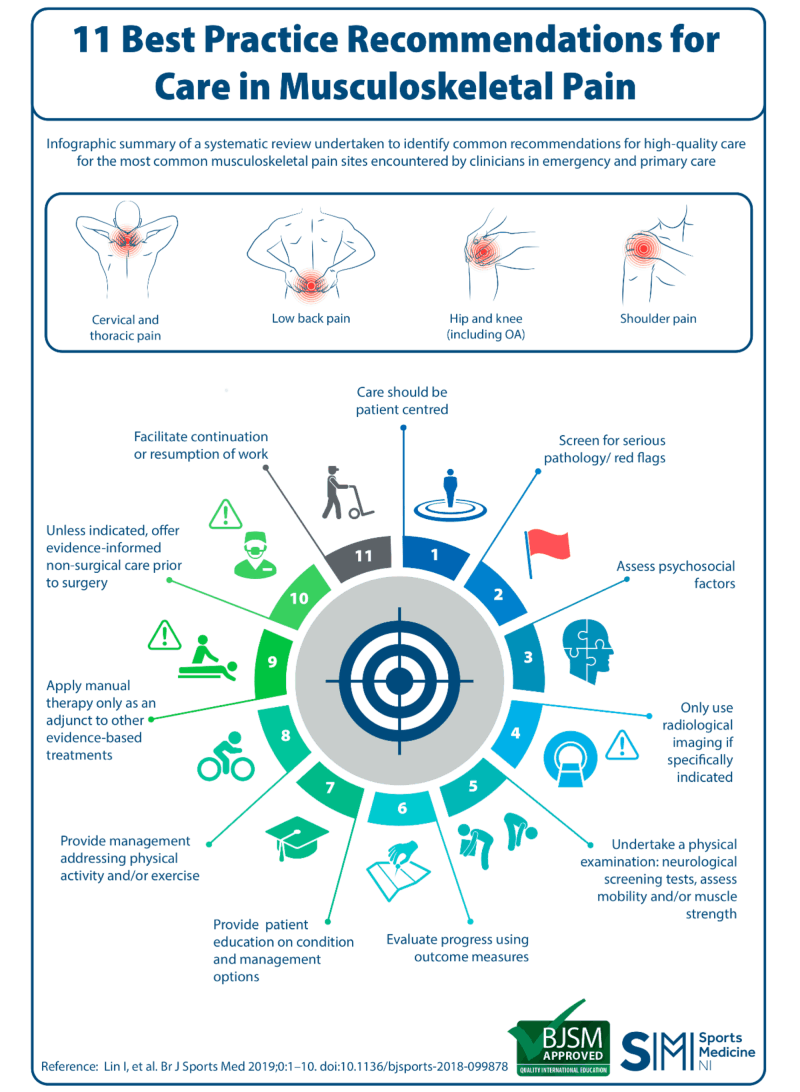 11 Best Practice Recommendations for
Care in Musculoskeletal Pain
Infographic summary of a systematic review undertaken to identify common recommendations for high-quality care
for the most common musculoskeletal pain sites encountered by clinicians in emergency and primary care
Cervical and
thoracic pain
Low back pain
Hip and knee
(including OA)
Shoulder pain
Care should be
patient centred
1
Screen for serious
pathology/ red flags
2
Assess psychosocial
factors
3
Only use
radiological
imaging if
specifically
indicated
4
Undertake a physical
examination: neurological
screening tests, assess
mobility and/or muscle
strength
5
Evaluate progress using
outcome measures
6
Provide patient
education on condition
and management
options
7
Provide management
addressing physical
activity and/or exercise
8
Apply manual
therapy only as an
adjunct to other
evidence-based
treatments
9
Unless indicated, offer
evidence-informed
non-surgical care prior
to surgery
10
Facilitate continuation
or resumption of work
11
Reference: Lin I, et al. Br J Sports Med 2019;0:1–10. doi:10.1136/bjsports-2018-099878
BJSM
APPROVED
QUALITY INTERNATIONAL EDUCATION
SMI
Sports
Medicine
NI